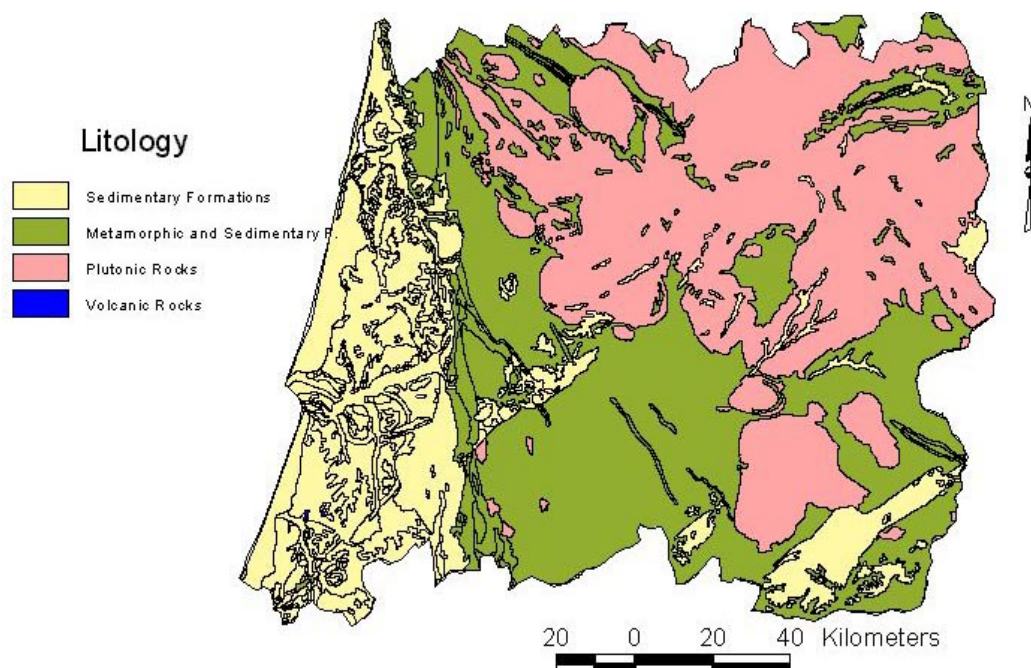 Litology
Sedimentary Formations
Metamorphic and Sedimentary
Plutonic Rocks
Volcanic Rocks
N
20 0 20 40 Kilometers